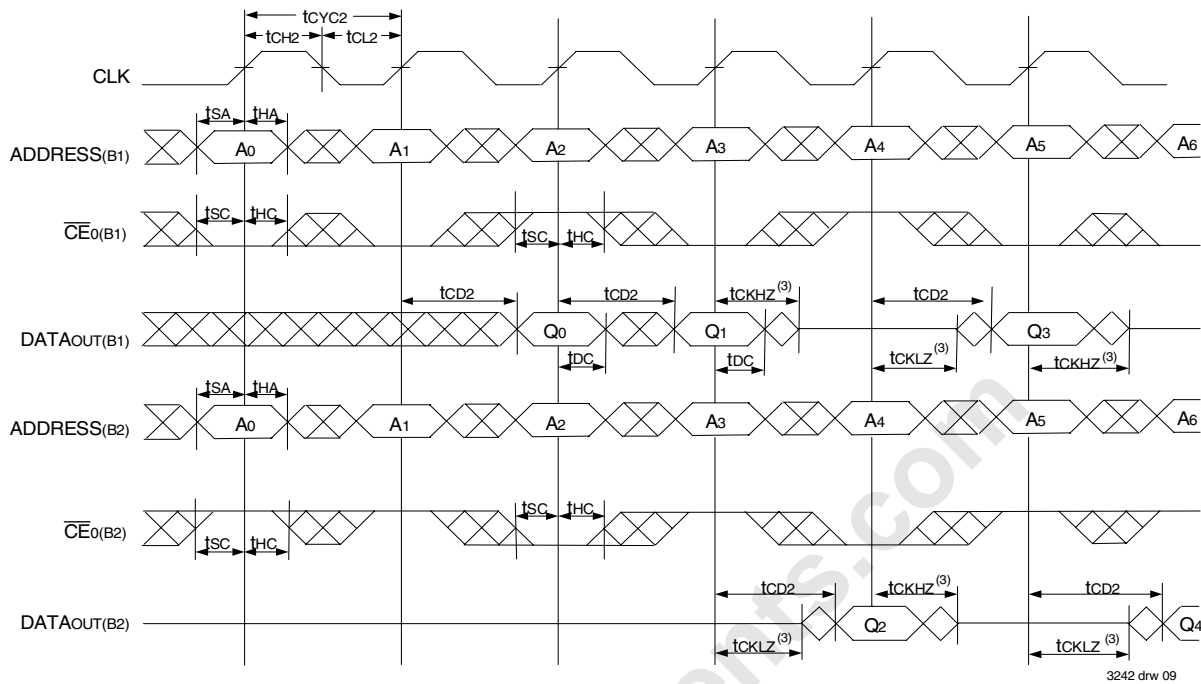 tCYC2
tCH2 tCL2
CLK
tSA tHA
ADDRESS(B1) A0 A1 A2 A3 A4 A5 A6
tSC tHC
CE0(B1)
tSC tHC
tCD2 tCD2 tCKHZ(3) tCD2
DATAOUT(B1) Q0 Q1 Q3
tDC tDC tCKLZ(3) tCKHZ(3)
tSA tHA
ADDRESS(B2) A0 A1 A2 A3 A4 A5 A6
tSC tHC
CE0(B2)
tSC tHC
tCD2 tCKHZ(3) tCD2
DATAOUT(B2) Q2 Q4
tCKLZ(3) tCKLZ(3)
3242 drw 09
nts.com